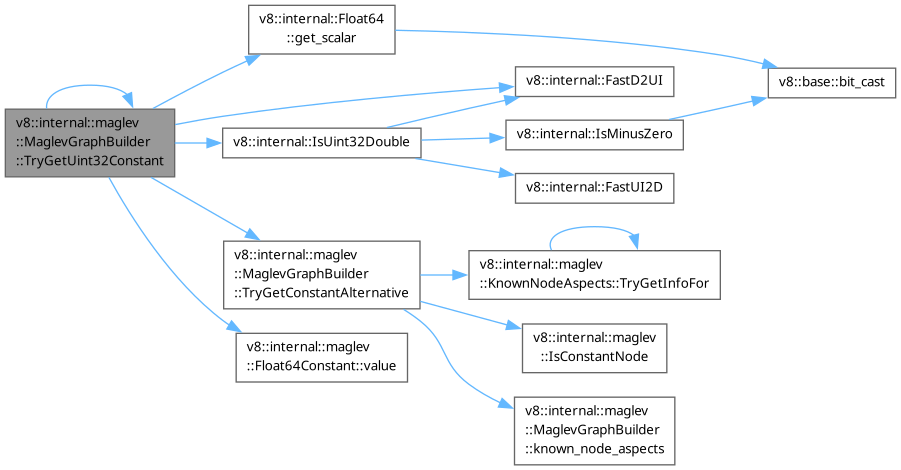 v8::internal::Float64
::get_scalar
v8::internal::FastD2UI
v8::base::bit_cast
v8::internal::maglev
::MaglevGraphBuilder
::TryGetUint32Constant
v8::internal::IsUint32Double
v8::internal::IsMinusZero
v8::internal::FastUI2D
v8::internal::maglev
::MaglevGraphBuilder
::TryGetConstantAlternative
v8::internal::maglev
::KnownNodeAspects::TryGetInfoFor
v8::internal::maglev
::IsConstantNode
v8::internal::maglev
::Float64Constant::value
v8::internal::maglev
::MaglevGraphBuilder
::known_node_aspects